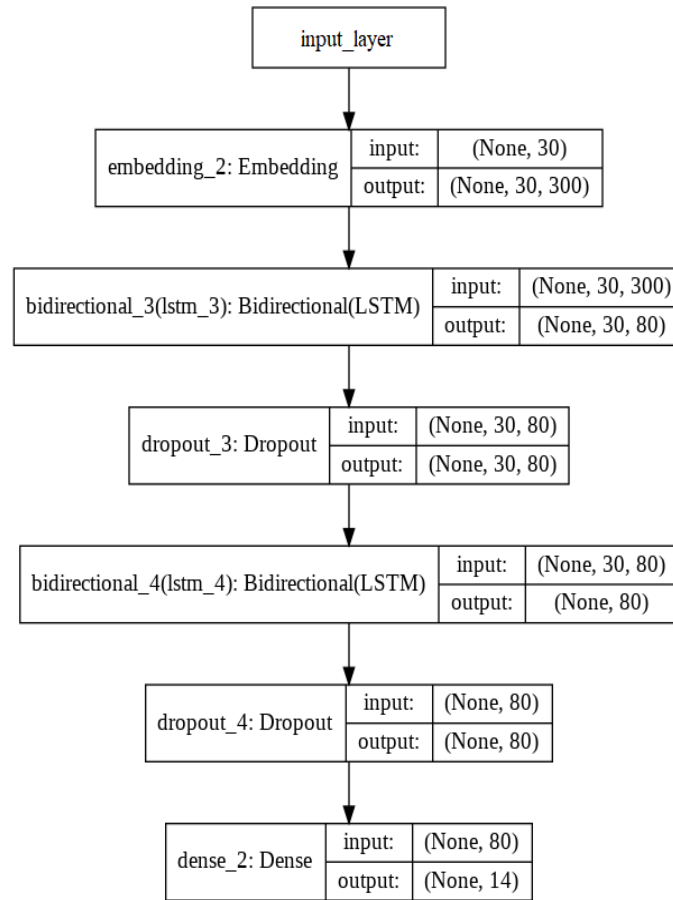 input_layer
embedding_2: Embedding
input:
(None, 30)
output:
(None, 30, 300)
bidirectional_3(lstm_3): Bidirectional(LSTM)
input:
(None, 30, 300)
output:
(None, 30, 80)
dropout_3: Dropout
input:
(None, 30, 80)
output:
(None, 30, 80)
bidirectional_4(lstm_4): Bidirectional(LSTM)
input:
(None, 30, 80)
output:
(None, 80)
dropout_4: Dropout
input:
(None, 80)
output:
(None, 80)
dense_2: Dense
input:
(None, 80)
output:
(None, 14)